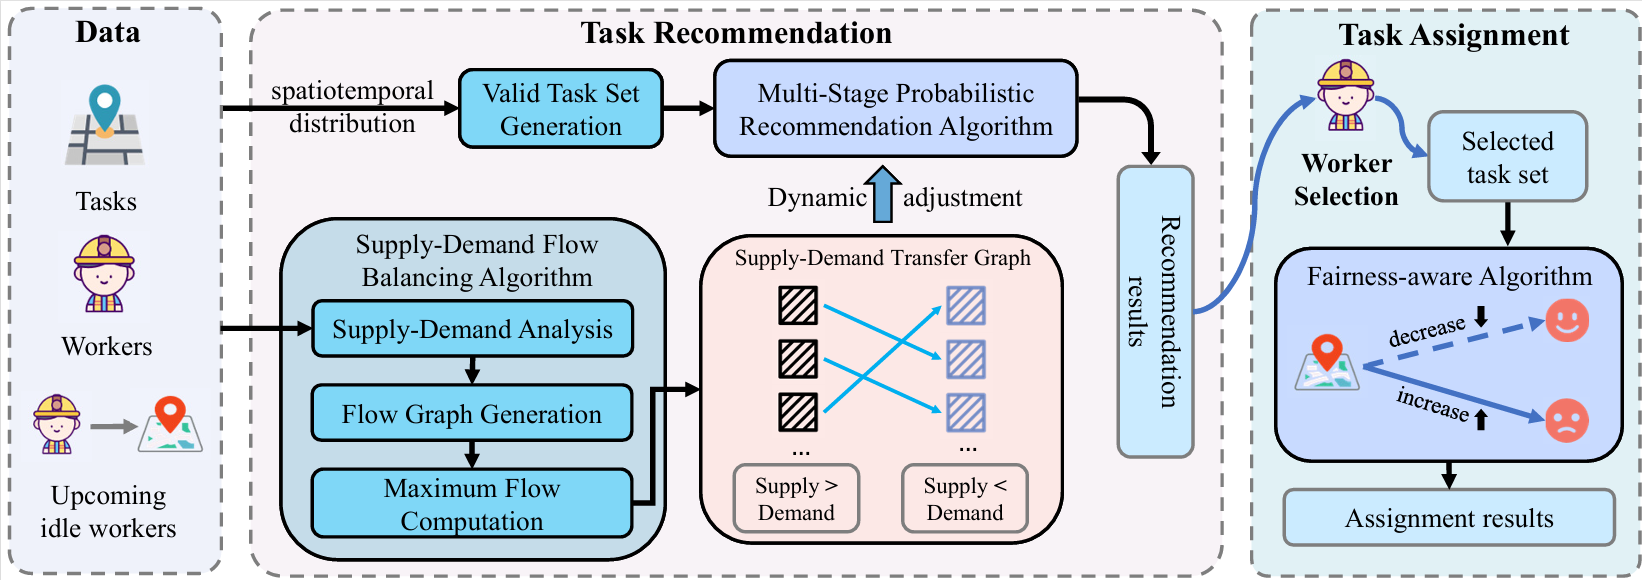 Data
Tasks
Workers
Upcoming
idle workers
Task Recommendation
spatiotemporal
distribution
Valid Task Set
Generation
Multi-Stage Probabilistic
Recommendation Algorithm
Dynamic adjustment
Supply-Demand Flow
Balancing Algorithm
Supply-Demand Analysis
Flow Graph Generation
Maximum Flow
Computation
Supply-Demand Transfer Graph
...
...
Supply >
Demand
Supply <
Demand
Recommendation
results
Task Assignment
Worker
Selection
Selected
task set
Fairness-aware Algorithm
decrease
increase
Assignment results